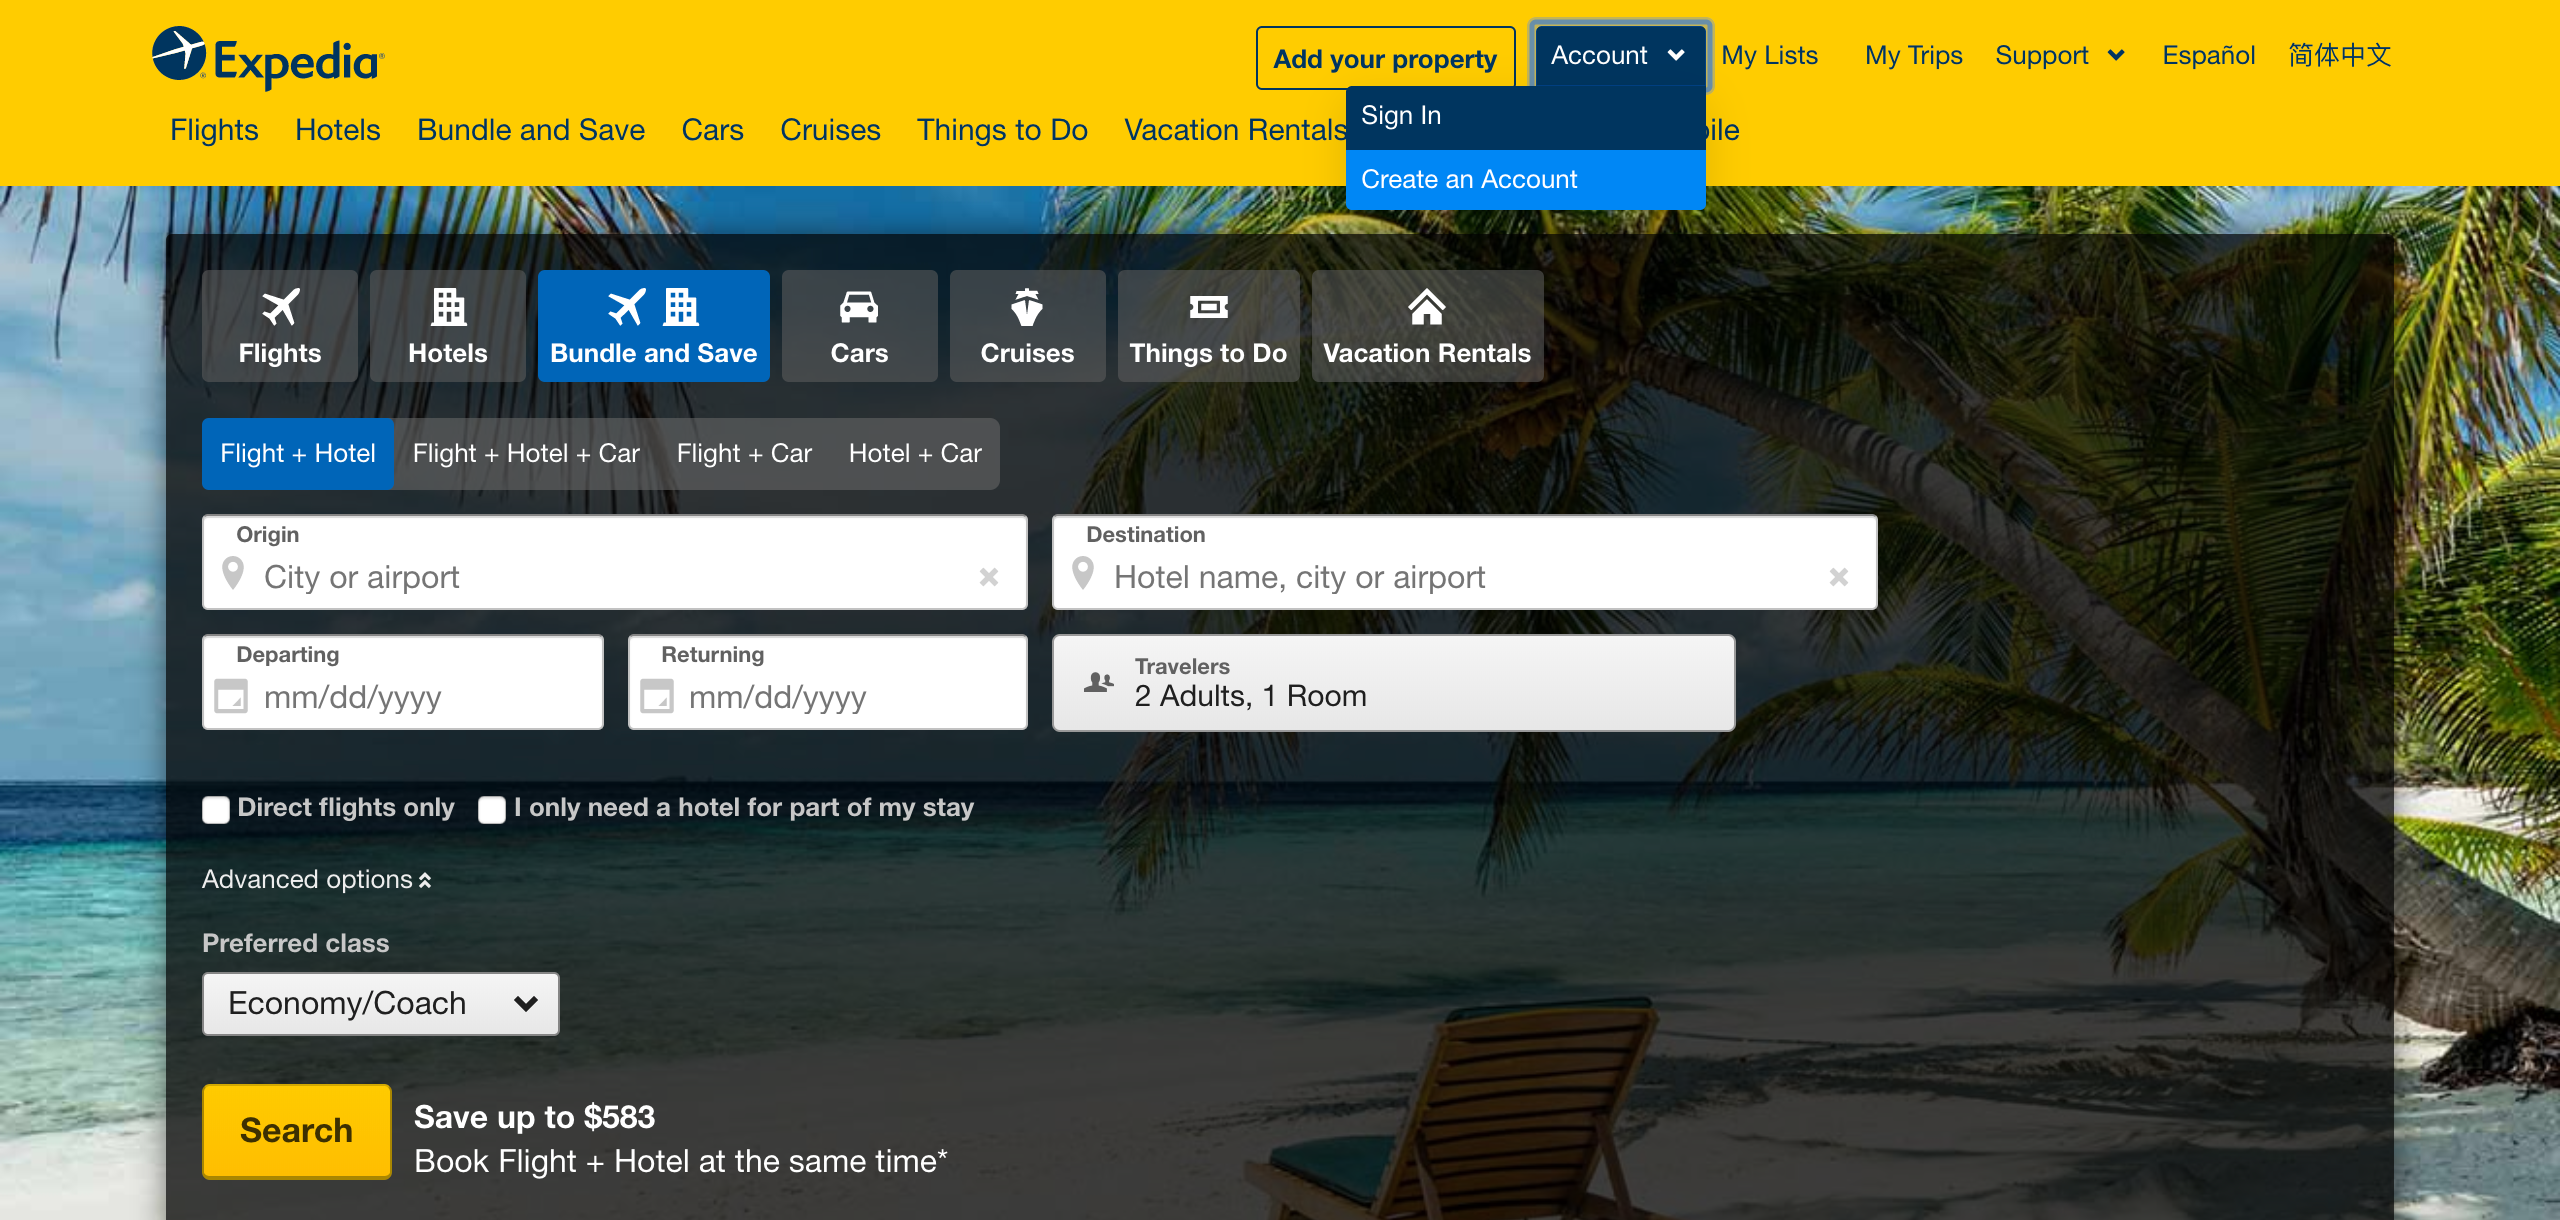 Expedia
Add your property
Account
My Lists
My Trips
Support
Español
简体中文
Sign In
Create an Account
Flights
Hotels
Bundle and Save
Cars
Cruises
Things to Do
Vacation Rentals
Flights
Hotels
Bundle and Save
Cars
Cruises
Things to Do
Vacation Rentals
Flight + Hotel
Flight + Hotel + Car
Flight + Car
Hotel + Car
Origin
City or airport
Destination
Hotel name, city or airport
Departing
mm/dd/yyyy
Returning
mm/dd/yyyy
Travelers
2 Adults, 1 Room
Direct flights only
I only need a hotel for part of my stay
Advanced options
Preferred class
Economy/Coach
Search
Save up to $583
Book Flight + Hotel at the same time*